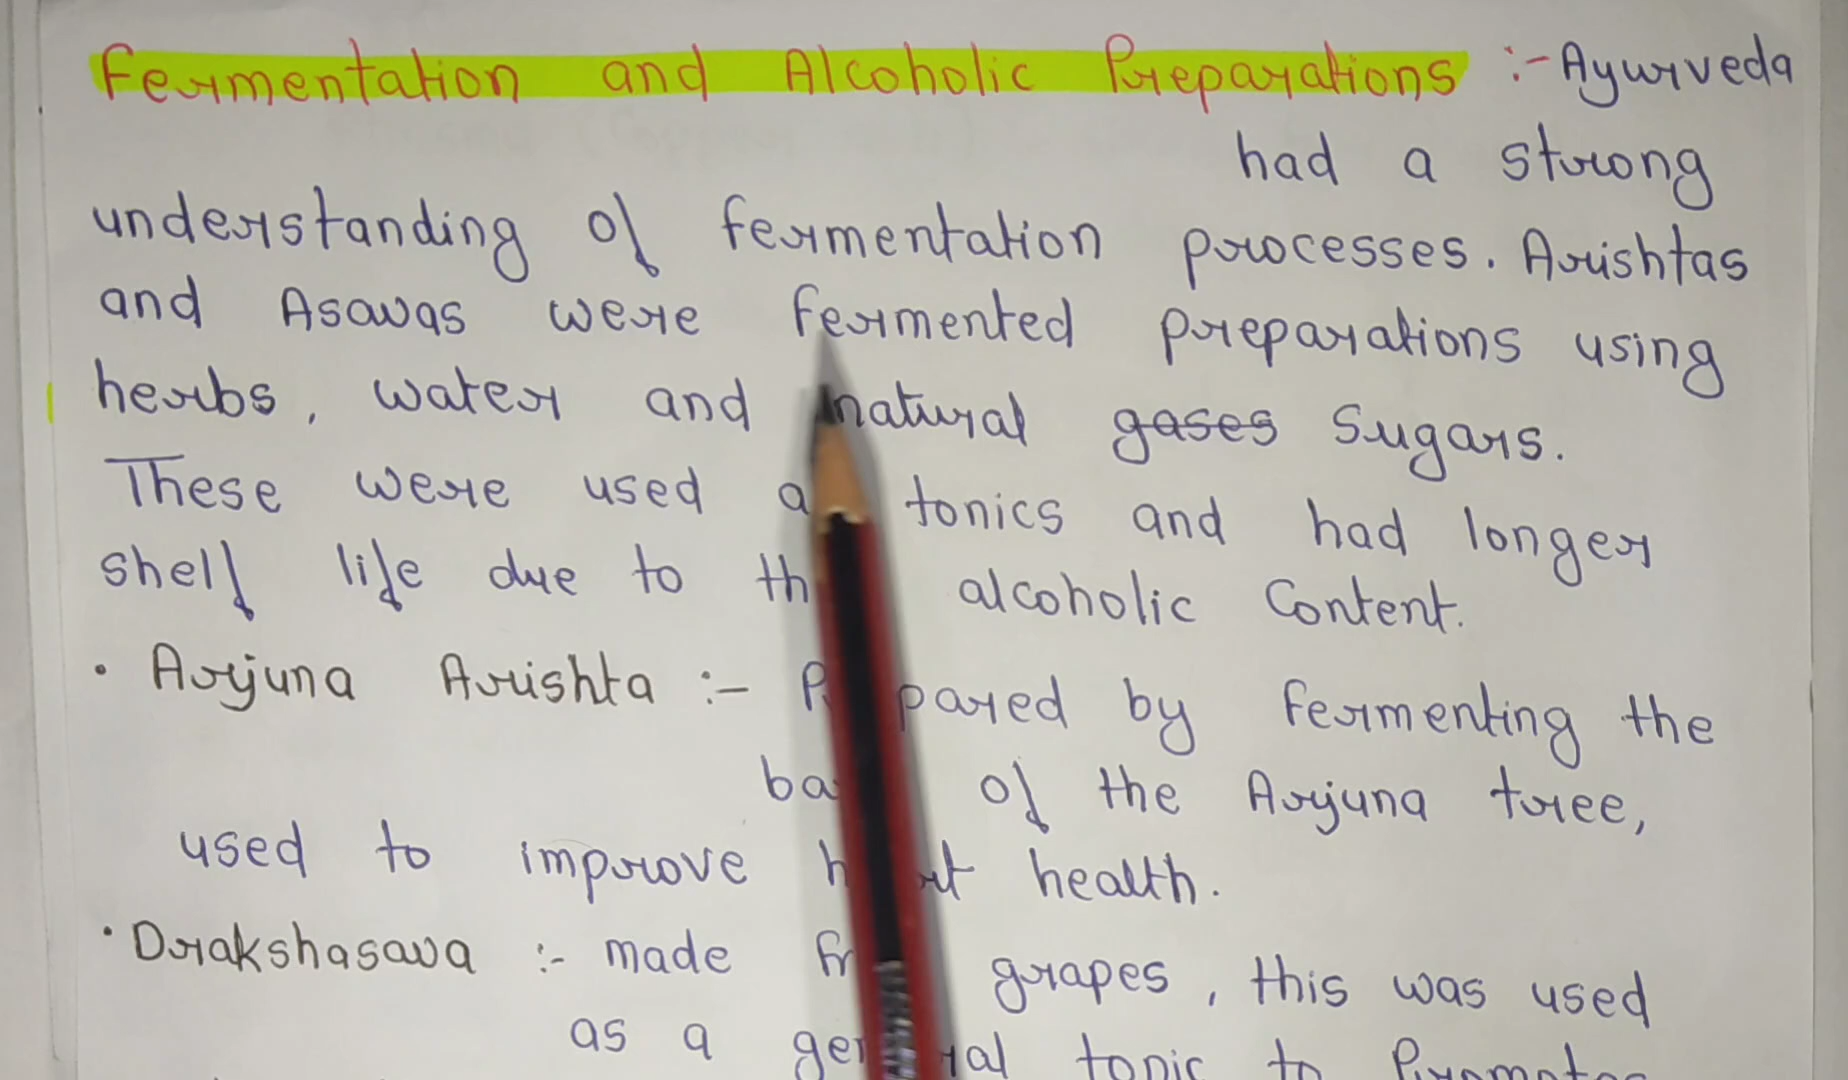 Fermentation and Alcoholic Preparations :- Ayurveda
had a strong
understanding of fermentation processes. Arishtas
and Asavas were fermented preparations using
herbs, water and natural gases Sugars.
These were used tonics and had longer
shelf life due to alcoholic Content.
• Arjuna Arishta :- by fermenting the
of the Arjuna tree,
used to improve health.
• Drakshasava :- made grapes, this was used
as a tonic to